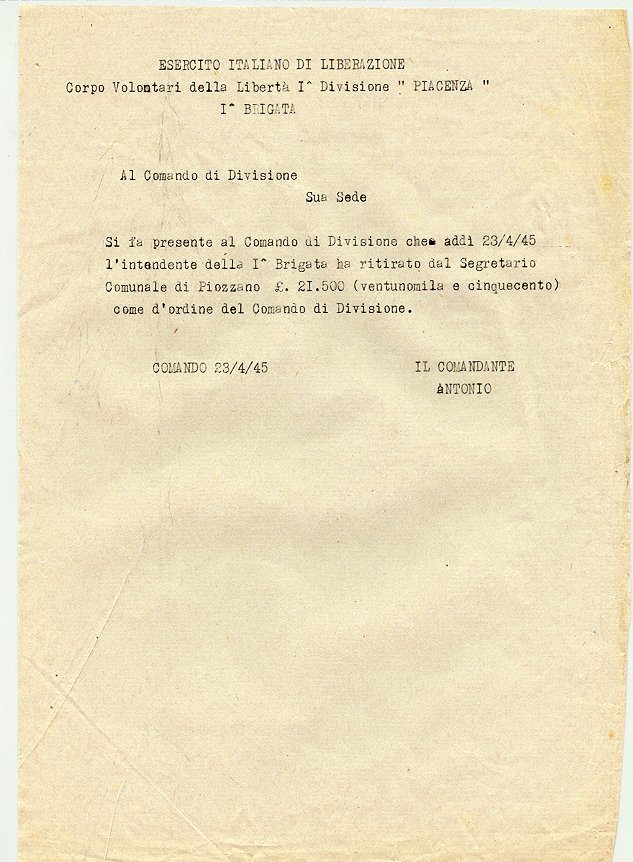 ESERCITO ITALIANO DI LIBERAZIONE
Corpo Volontari della Libertà I^ Divisione " PIACENZA "
I^ BRIGATA
Al Comando di Divisione
Sua Sede
Si fa presente al Comando di Divisione che addì 23/4/45
l'intendente della I^ Brigata ha ritirato dal Segretario
Comunale di Piozzano £. 21.500 (ventunomila e cinquecento)
come d'ordine del Comando di Divisione.
COMANDO 23/4/45
IL COMANDANTE
ANTONIO